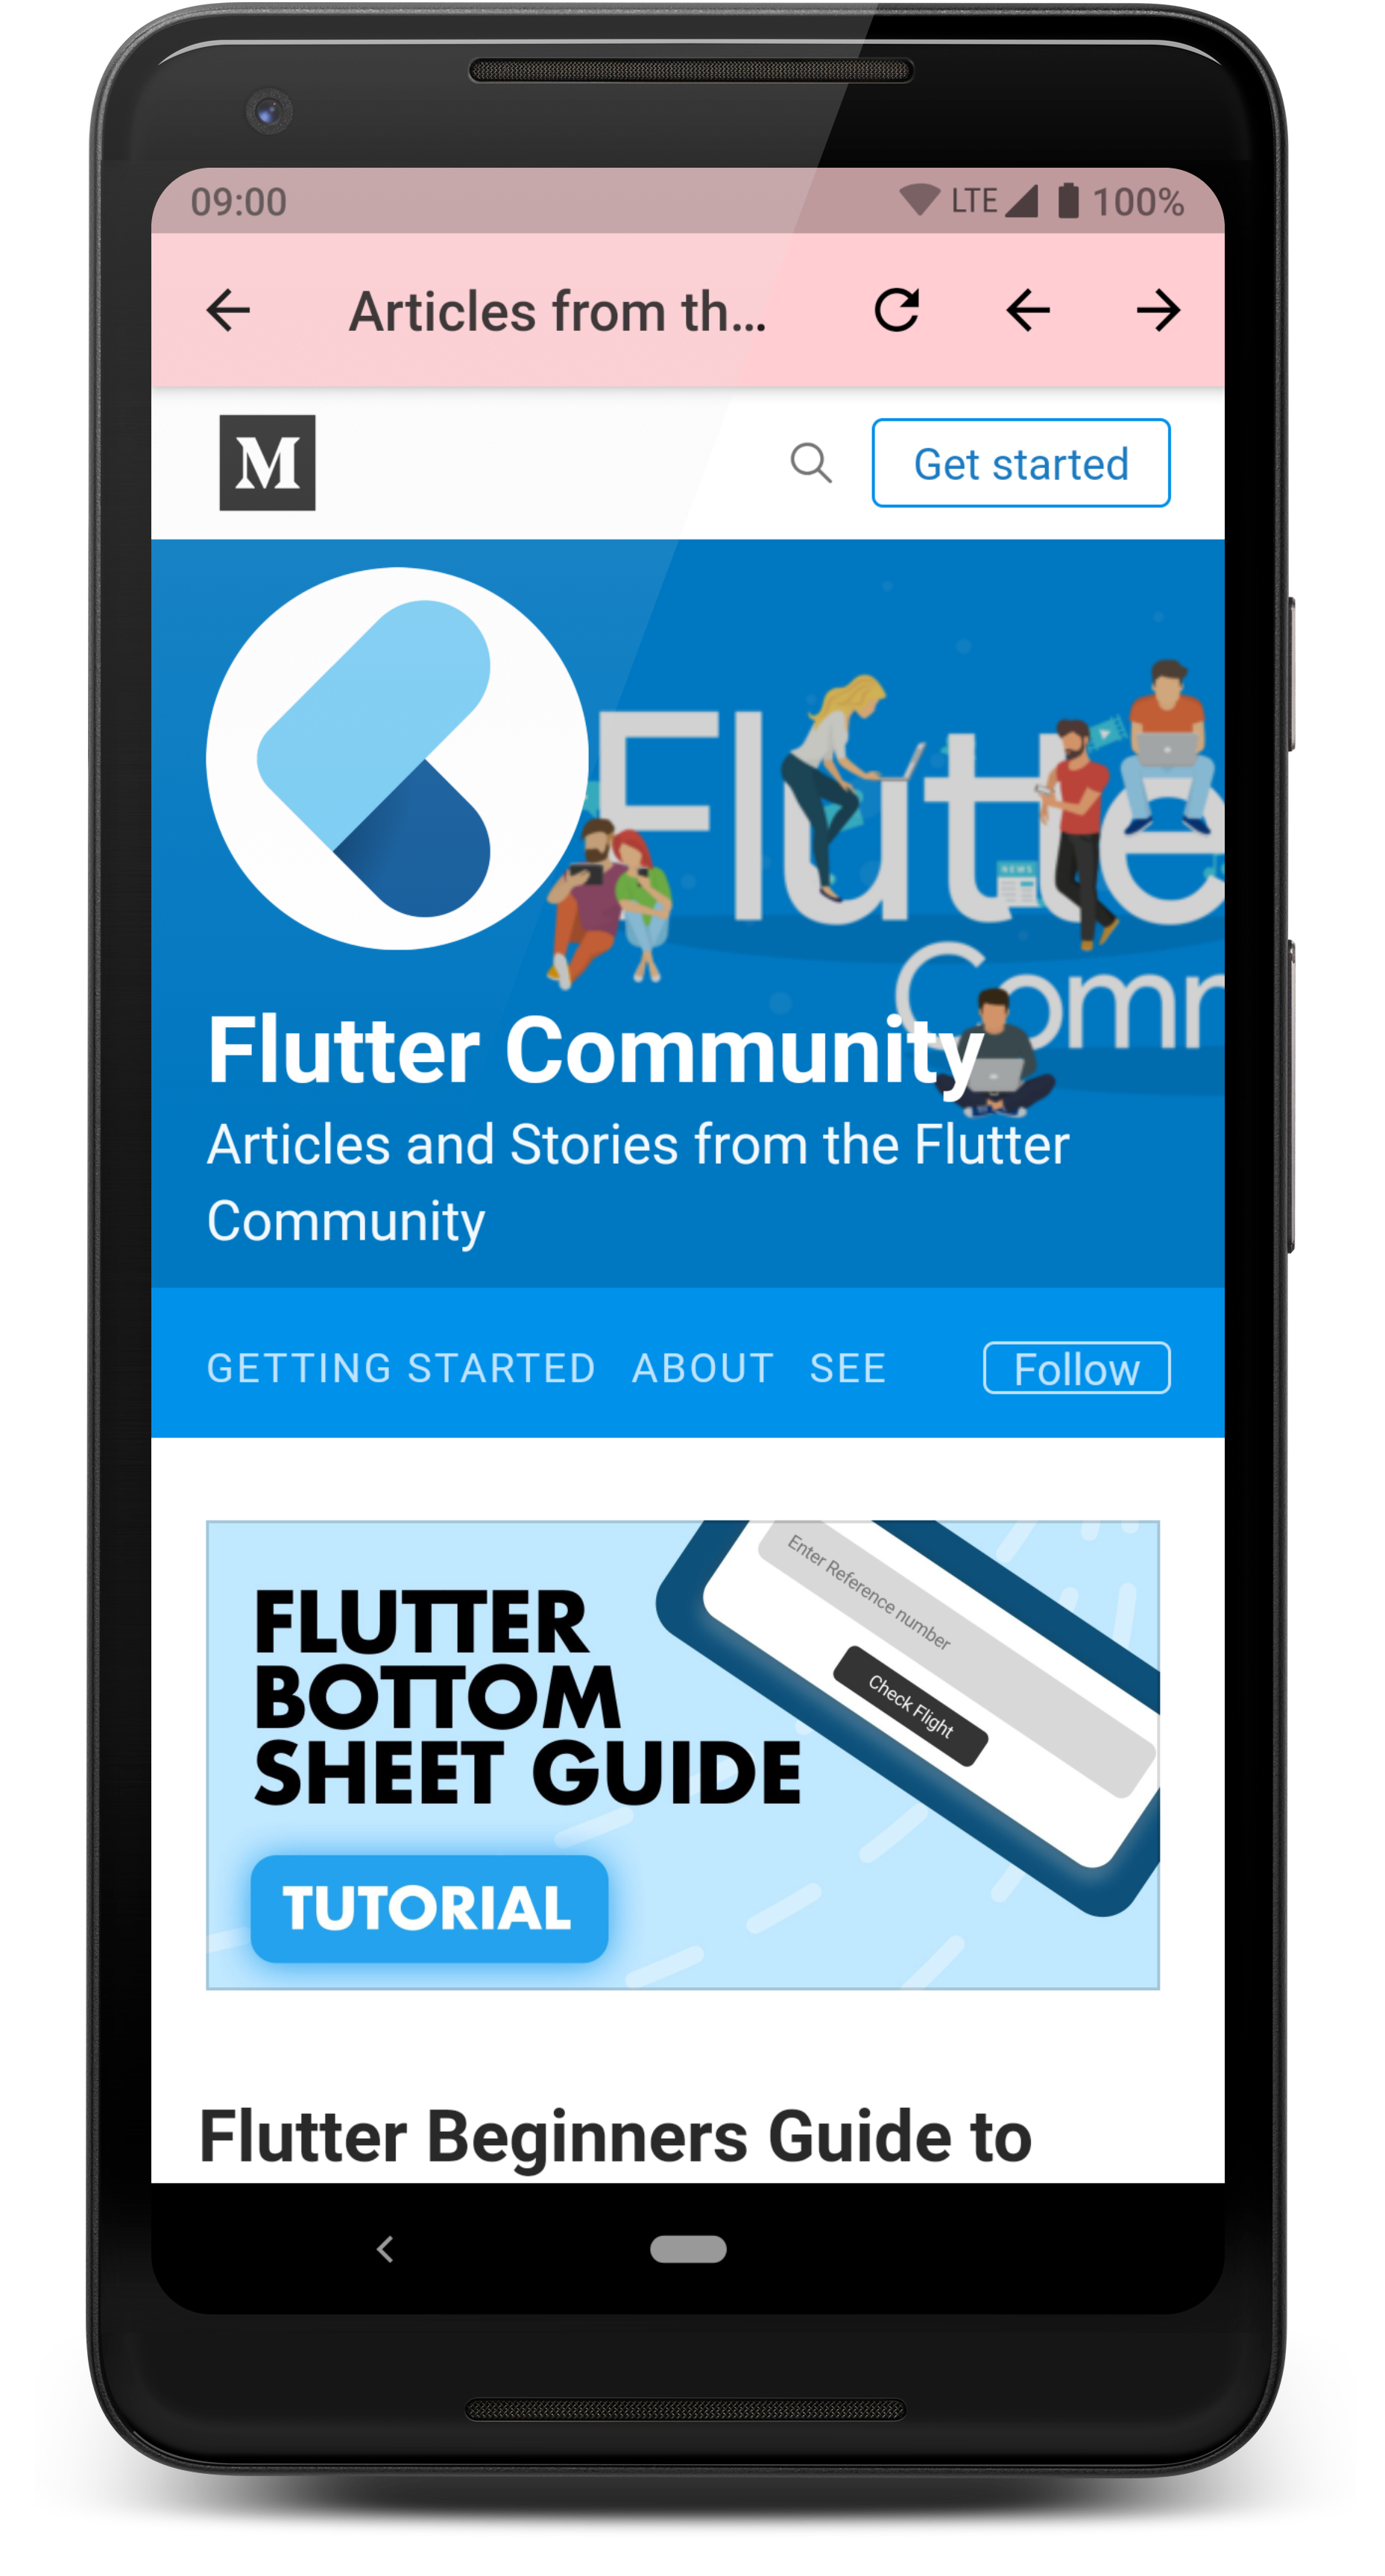 09:00 LTE 100%
Articles from th...
M
Get started
Flutte
Comm
NEWS
Flutter Community
Articles and Stories from the Flutter
Community
GETTING STARTED ABOUT SEE
Follow
Enter Reference number
Check Flight
FLUTTER
BOTTOM
SHEET GUIDE
TUTORIAL
Flutter Beginners Guide to